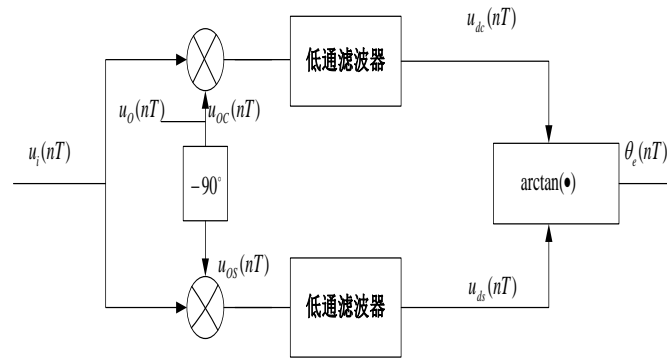 u_dc(nT)
低通滤波器
u_O(nT)
u_OC(nT)
u_i(nT)
θ_e(nT)
−90°
arctan(•)
u_OS(nT)
低通滤波器
u_ds(nT)